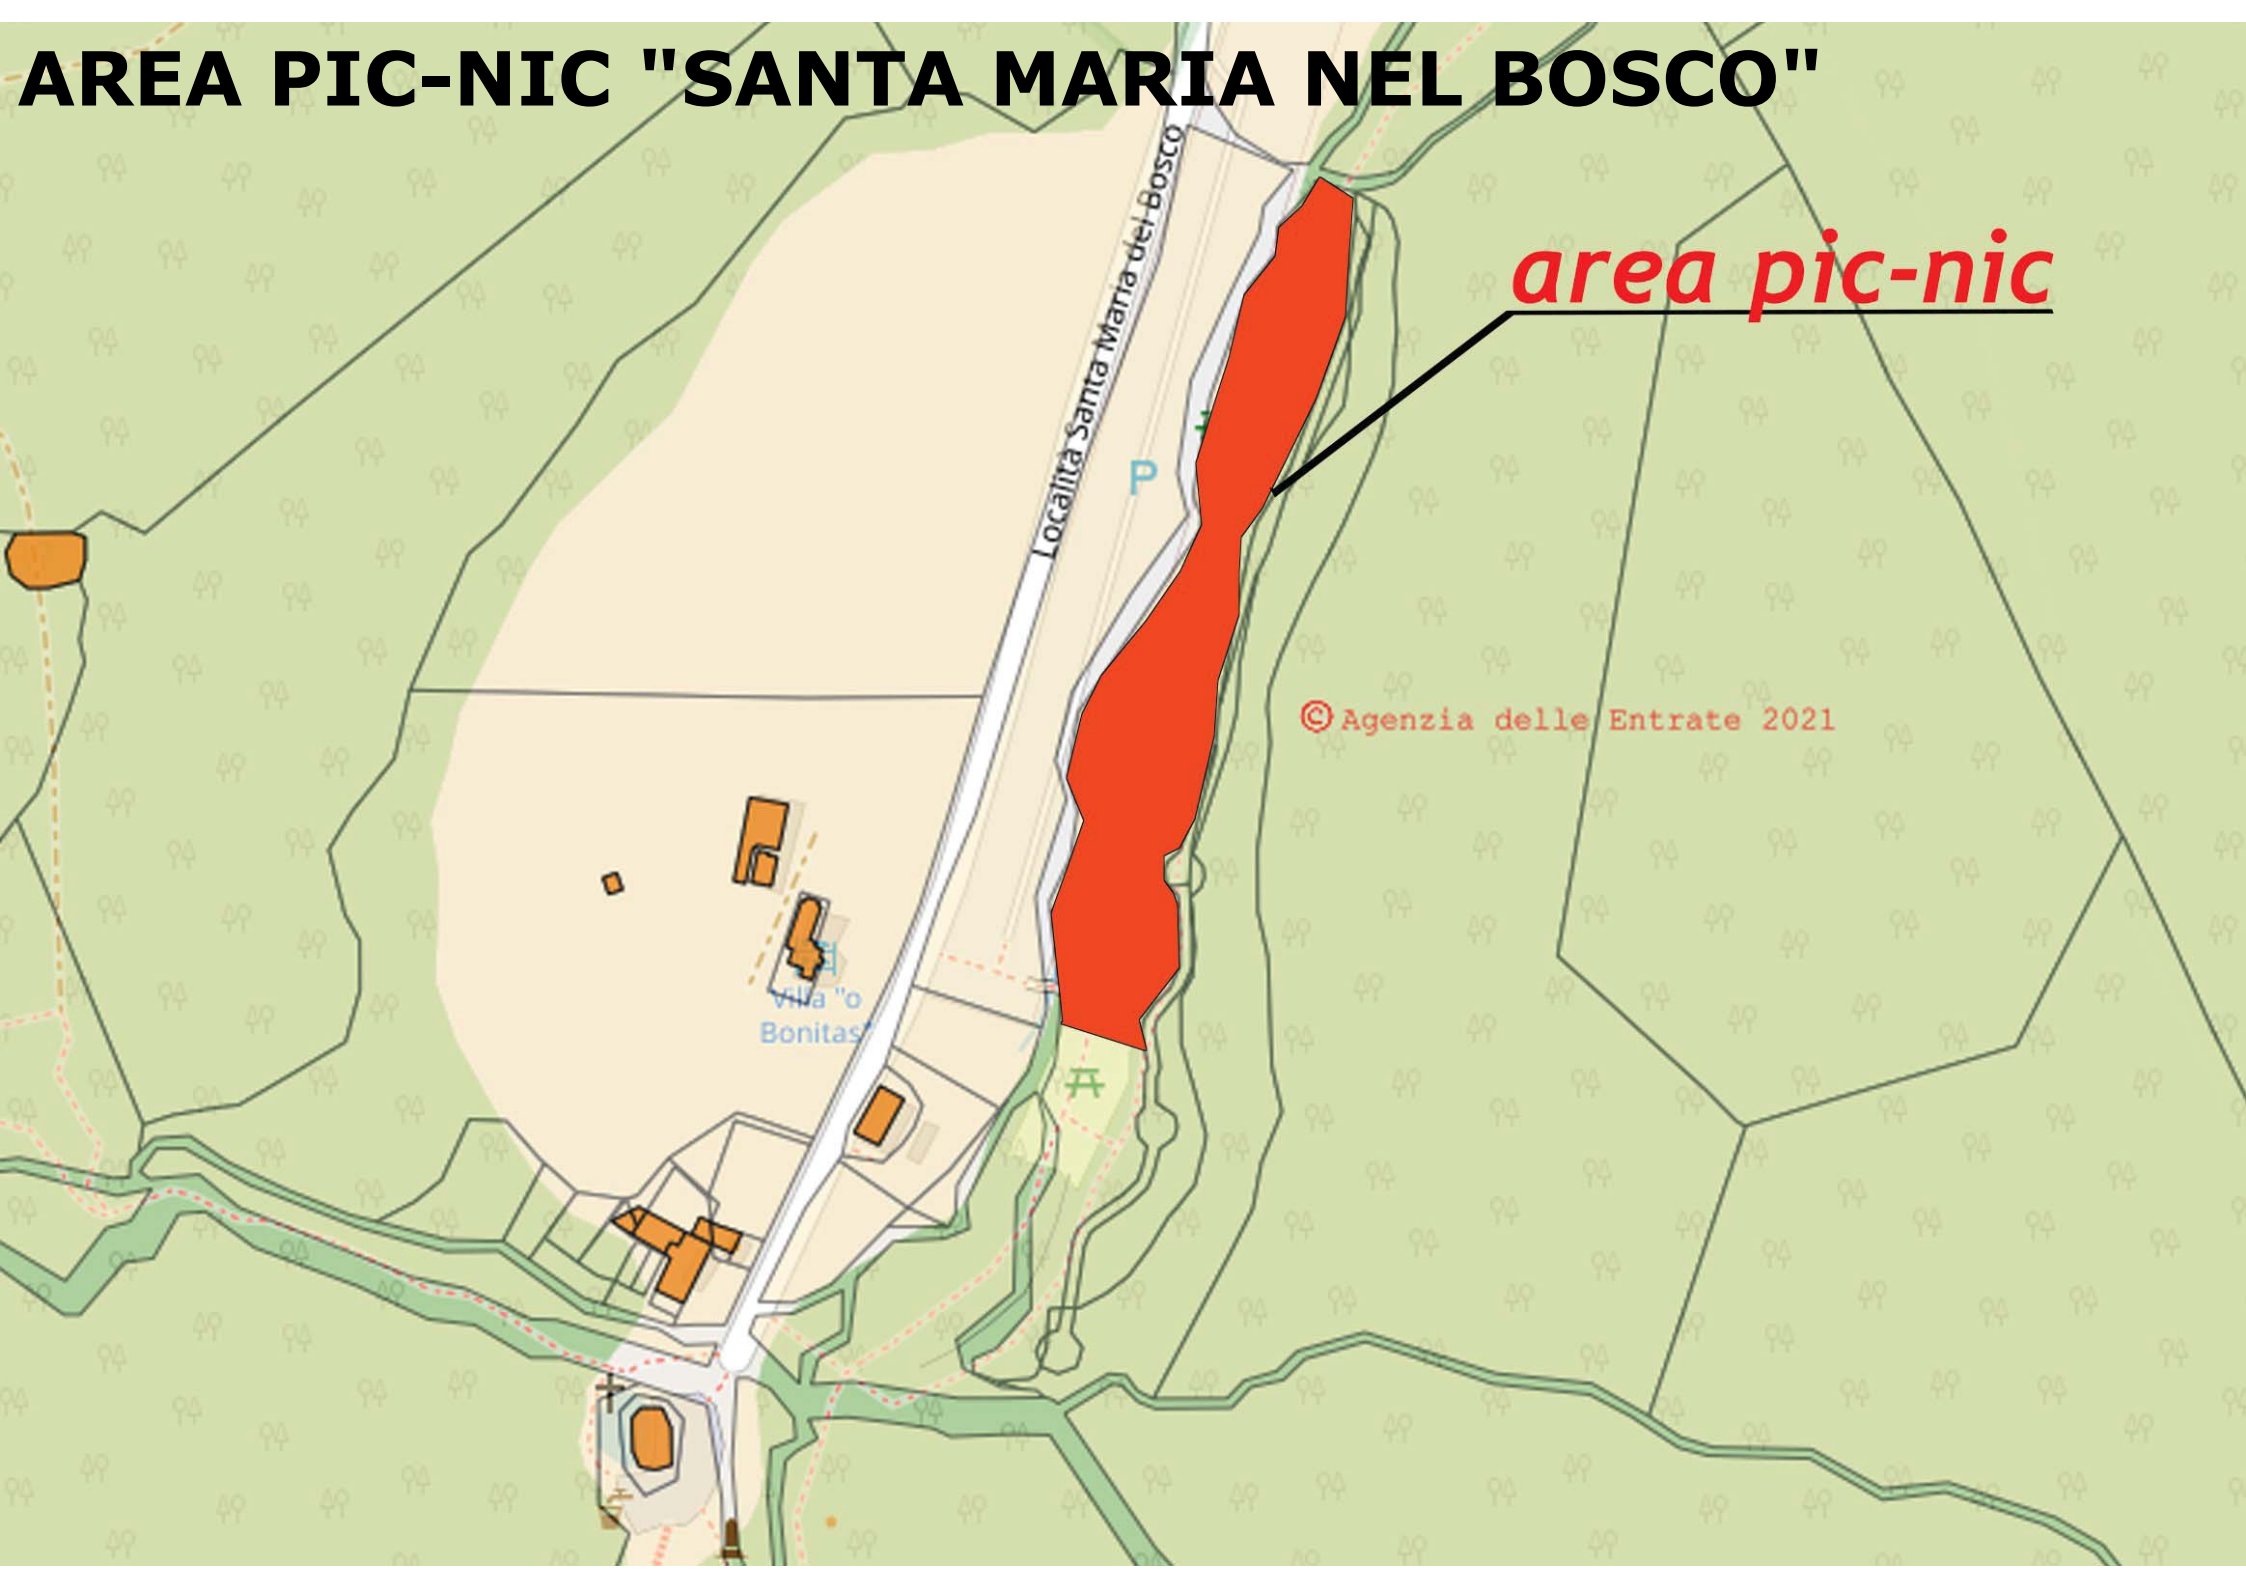 AREA PIC-NIC "SANTA MARIA NEL BOSCO"
Località Santa Maria del Bosco
area pic-nic
P
© Agenzia delle Entrate 2021
Villa "o
Bonitas"